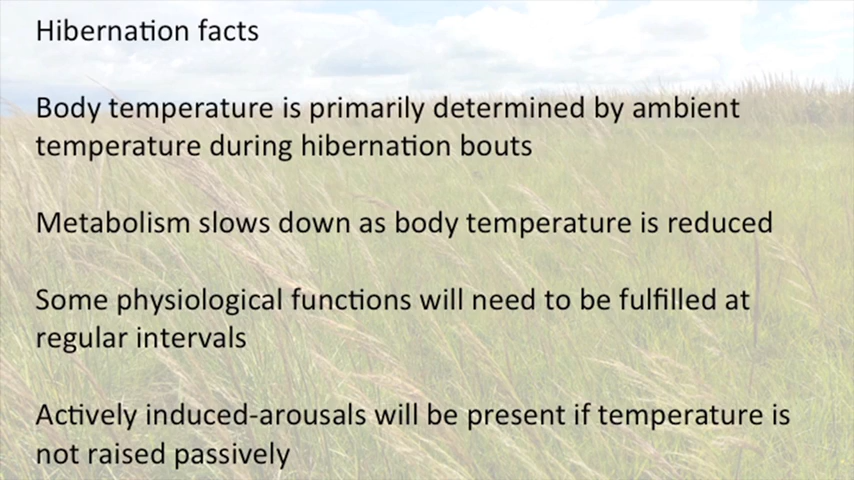 Hibernation facts
Body temperature is primarily determined by ambient
temperature during hibernation bouts
Metabolism slows down as body temperature is reduced
Some physiological functions will need to be fulfilled at
regular intervals
Actively induced-arousals will be present if temperature is
not raised passively